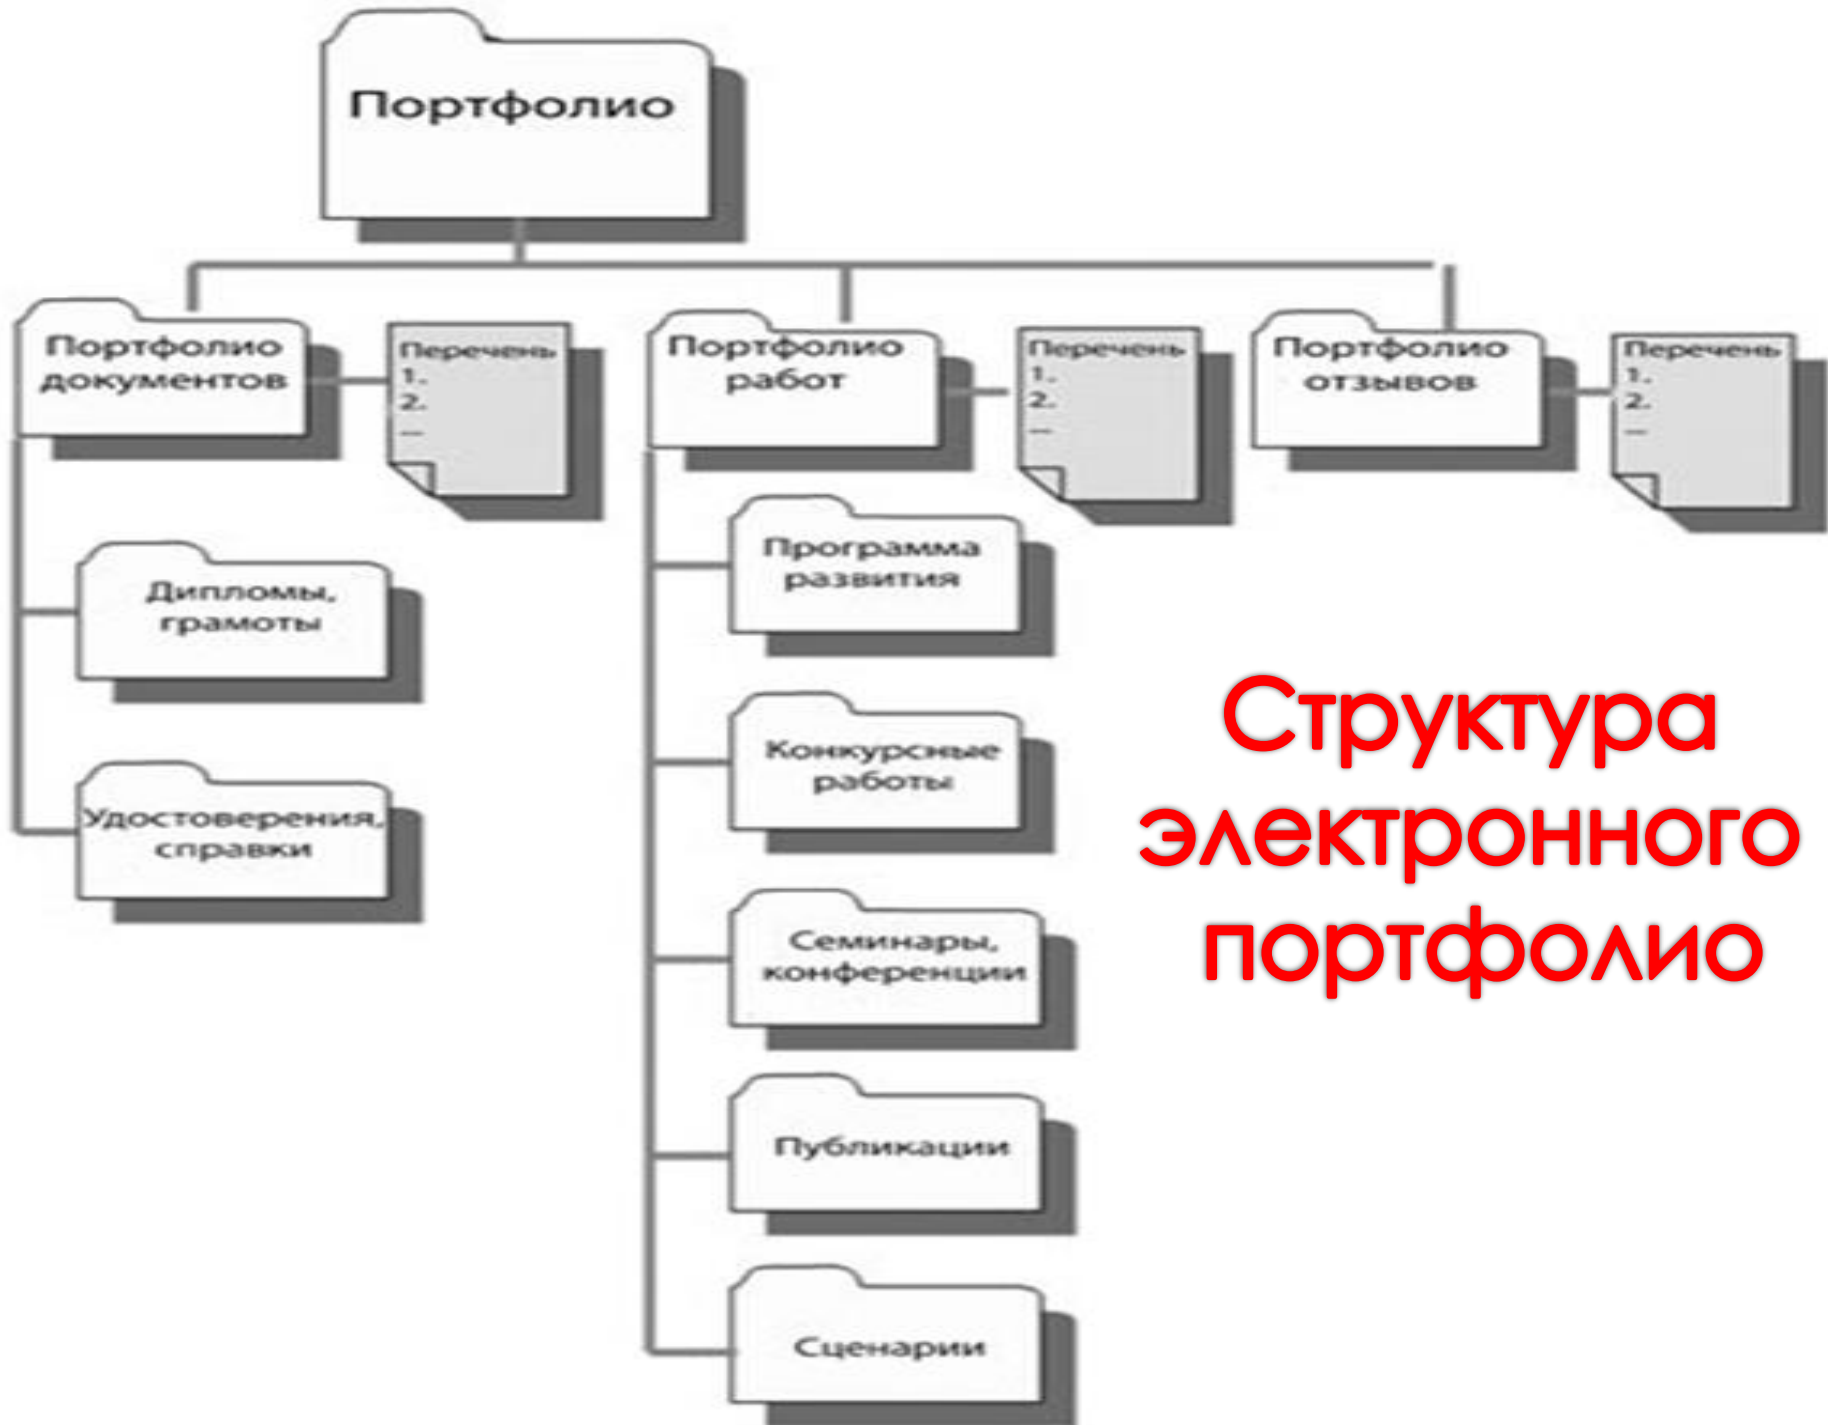 Портфолио
Портфолио
документов
Перечень
1.
2.
...
Портфолио
работ
Перечень
1.
2.
...
Портфолио
отзывов
Перечень
1.
2.
...
Дипломы,
грамоты
Удостоверения,
справки
Программа
развития
Конкурсные
работы
Семинары,
конференции
Публикации
Сценарии
Структура
электронного
портфолио